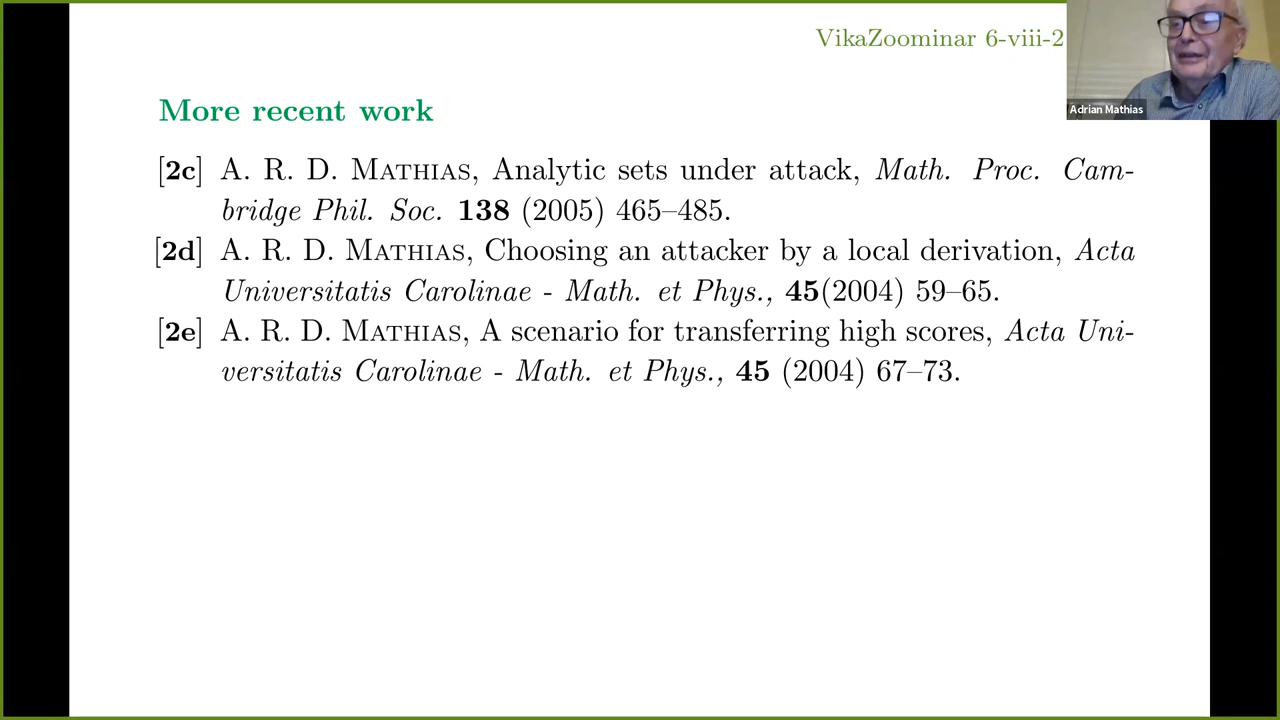 VikaZoominar 6-viii-2
Adrian Mathias
More recent work
[2c] A. R. D. MATHIAS, Analytic sets under attack, Math. Proc. Cam-
bridge Phil. Soc. 138 (2005) 465–485.
[2d] A. R. D. MATHIAS, Choosing an attacker by a local derivation, Acta
Universitatis Carolinae - Math. et Phys., 45(2004) 59–65.
[2e] A. R. D. MATHIAS, A scenario for transferring high scores, Acta Uni-
versitatis Carolinae - Math. et Phys., 45 (2004) 67–73.